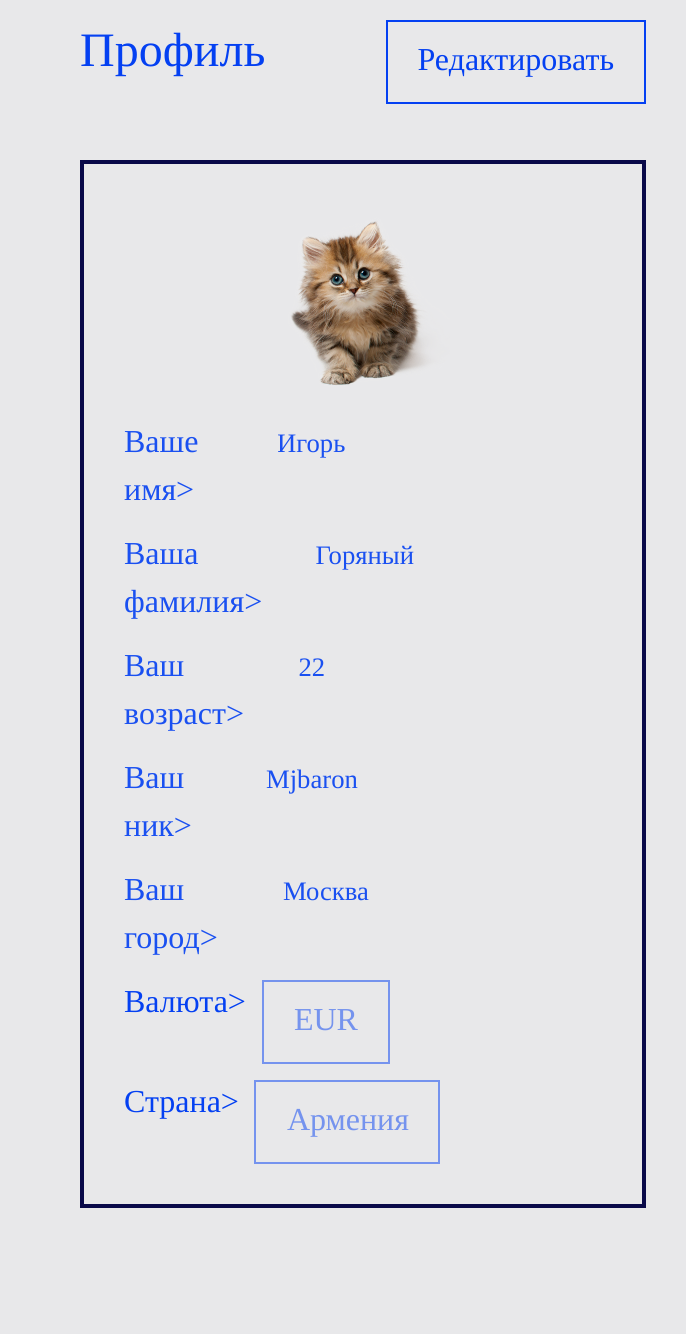 Профиль
Редактировать
Ваше Игорь
имя>
Ваша Горяный
фамилия>
Ваш 22
возраст>
Ваш Mjbaron
ник>
Ваш Москва
город>
Валюта> EUR
Страна> Армения